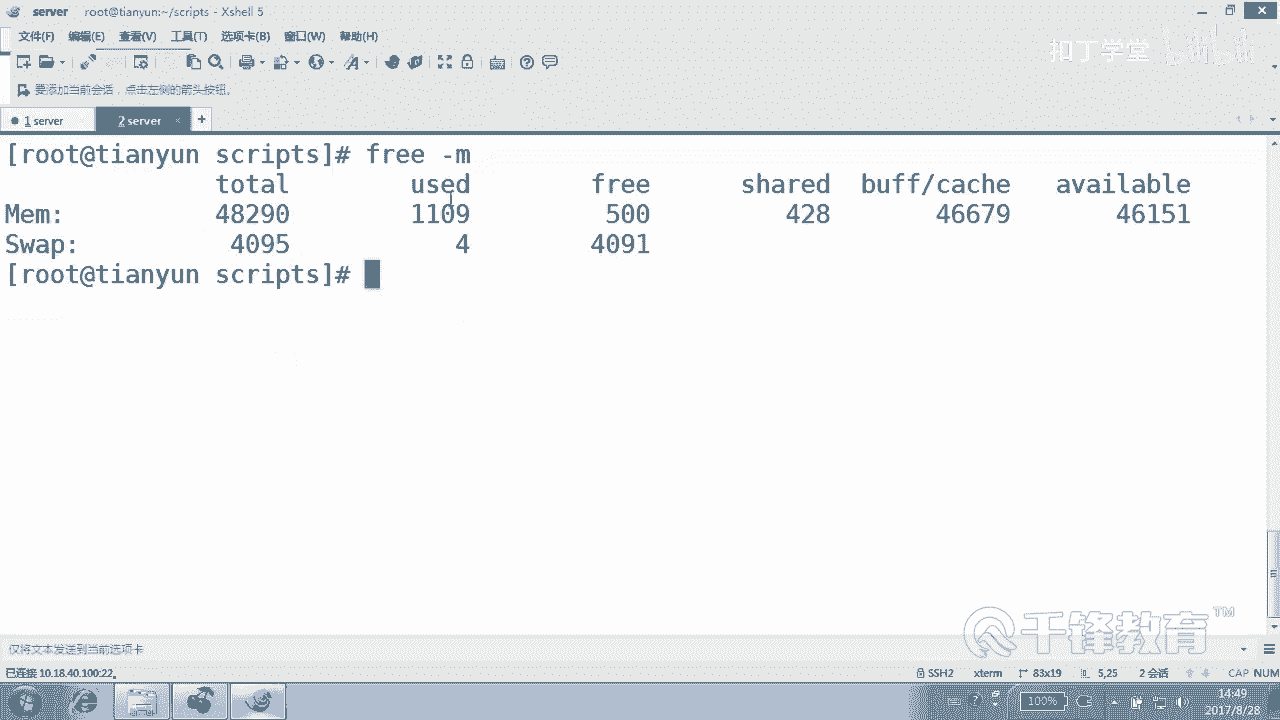 server root@tianyun:~/scripts - Xshell 5
文件(F) 编辑(E) 查看(V) 工具(T) 选项卡(B) 窗口(W) 帮助(H)
扣丁学堂 bilibili
要添加当前会话，点击左侧的箭头按钮。
1 server 2 server × +
[root@tianyun scripts]# free -m
total used free shared buff/cache available
Mem: 48290 1109 500 428 46679 46151
Swap: 4095 4 4091
[root@tianyun scripts]#
千锋教育 TM
仅将文本发送到当前选项卡
已连接 10.18.40.100:22。 SSH2 xterm 83x19 5,25 2 会话 CAP NUM
100% 14:49
2017/8/28